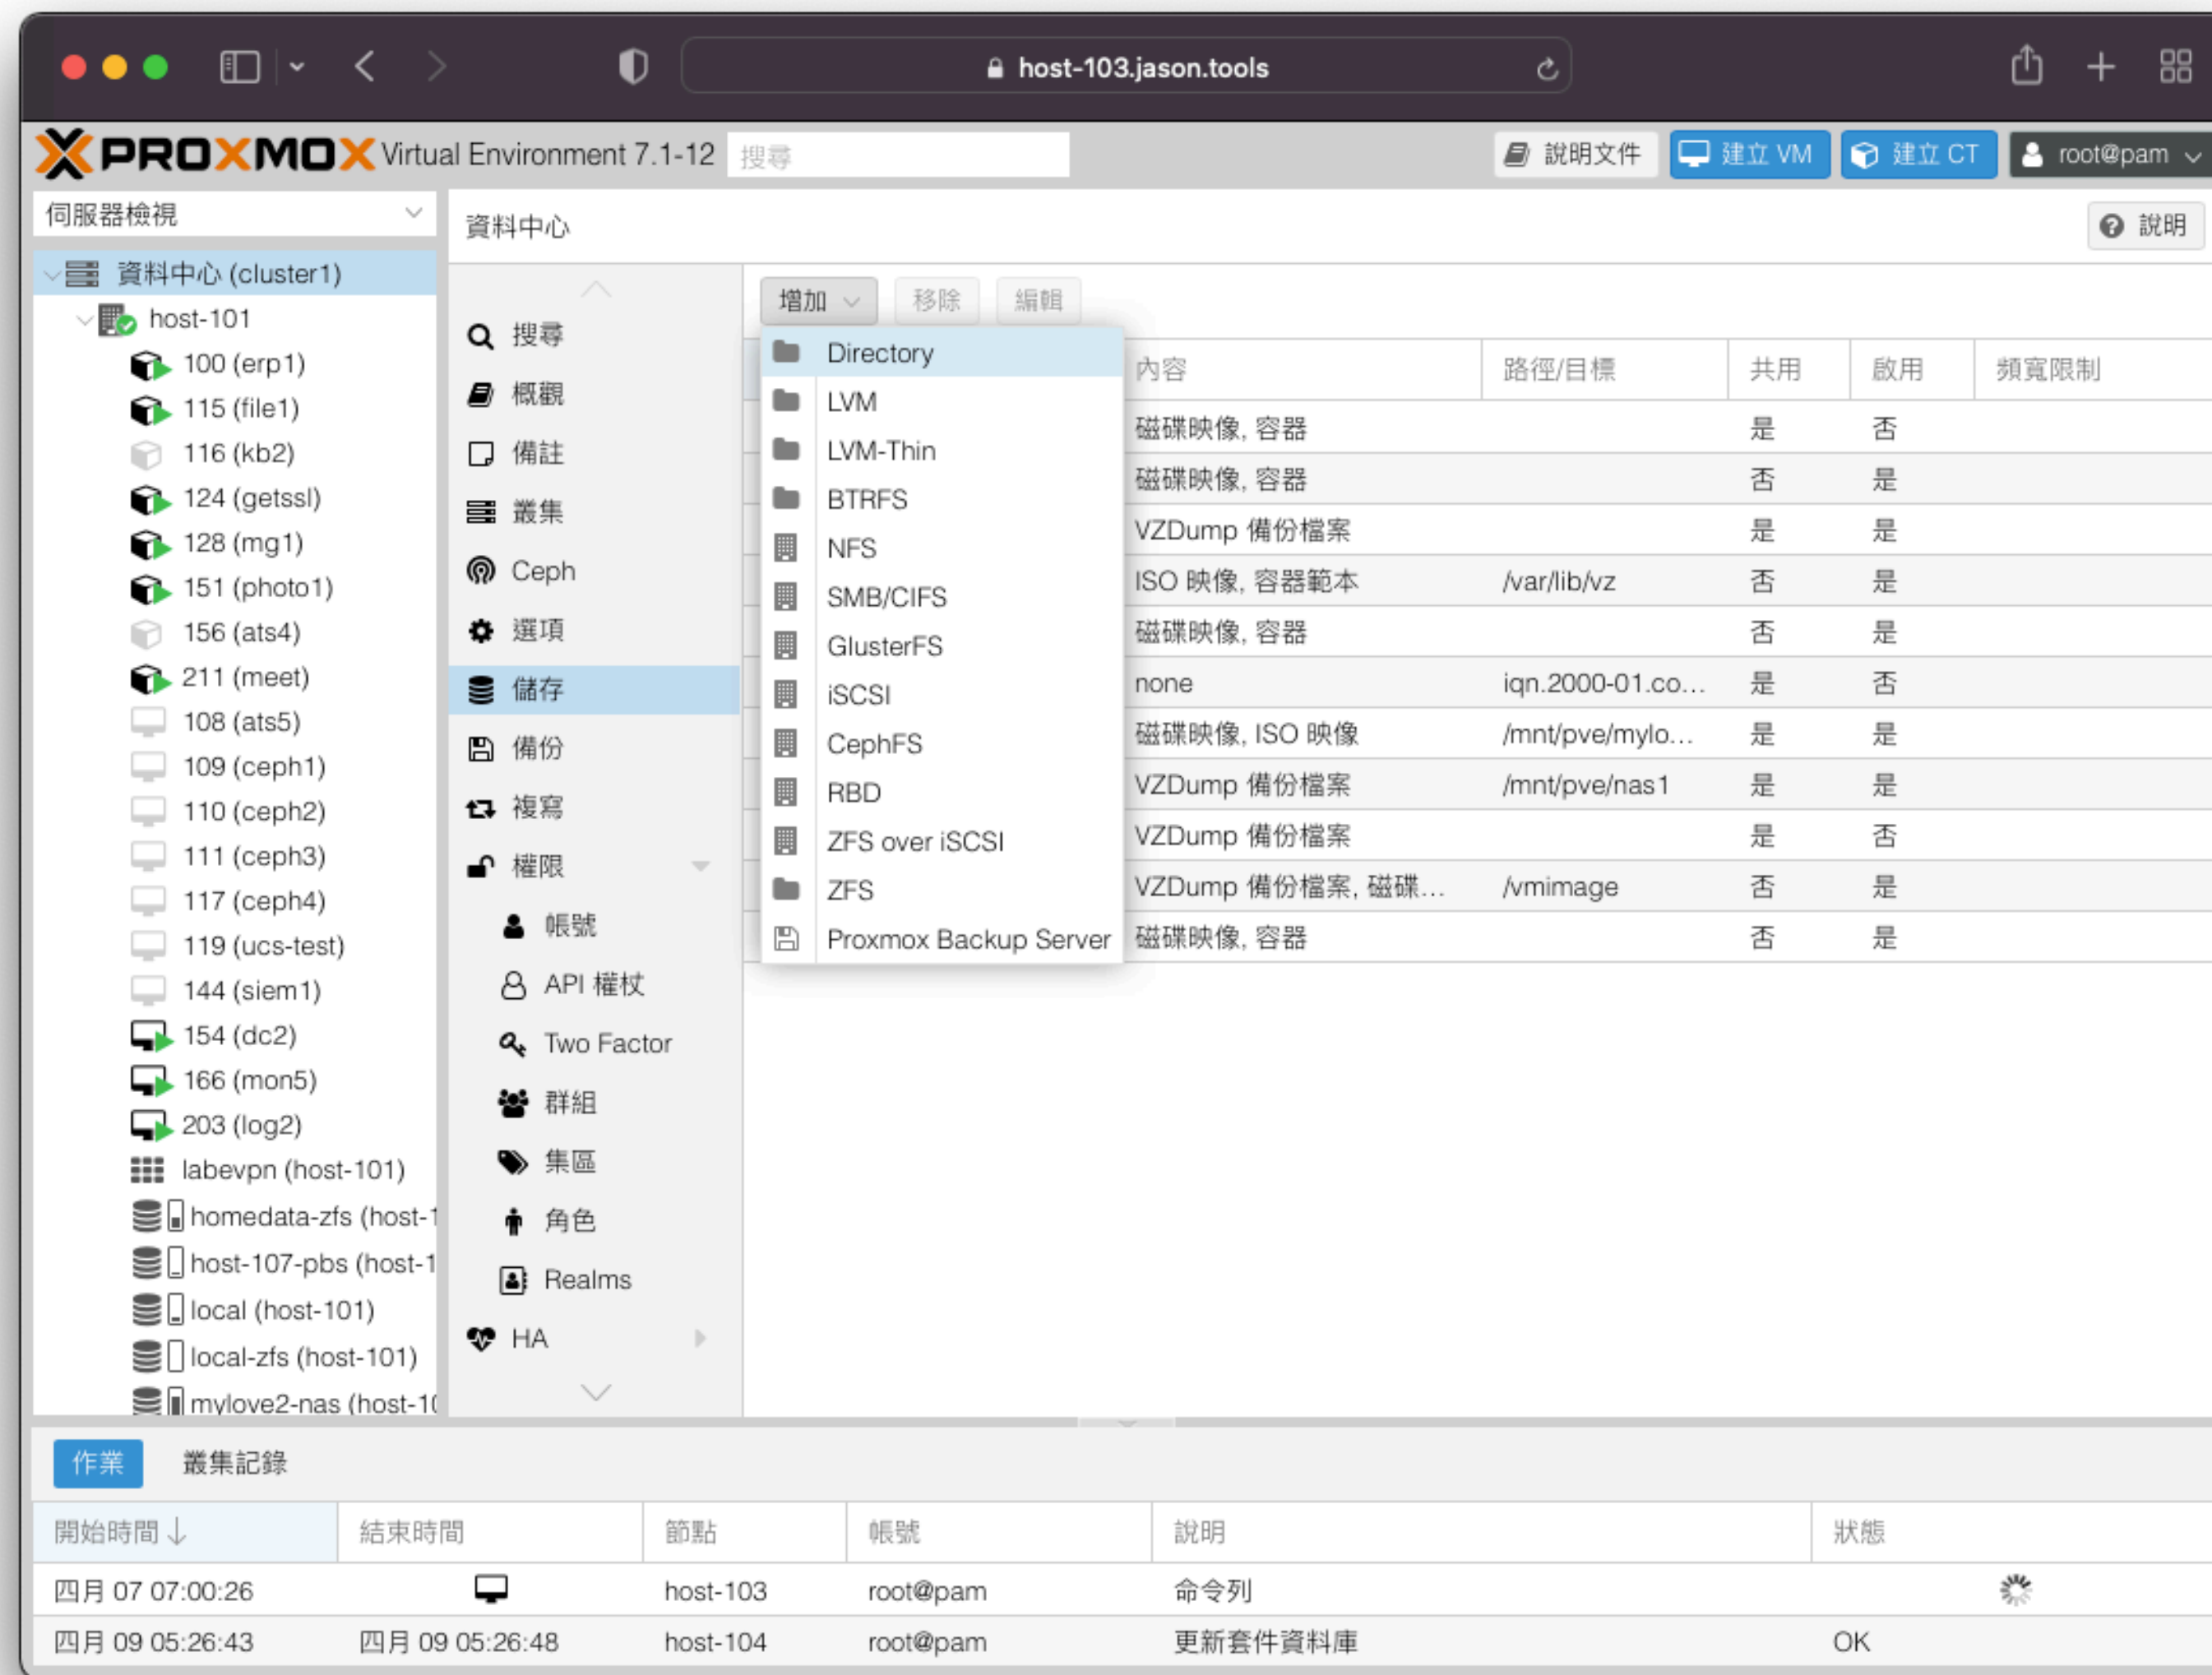 host-103.jason.tools
PROXMOX Virtual Environment 7.1-12 搜尋 說明文件 建立 VM 建立 CT root@pam
伺服器檢視
資料中心 (cluster1)
host-101
100 (erp1)
115 (file1)
116 (kb2)
124 (getssl)
128 (mg1)
151 (photo1)
156 (ats4)
211 (meet)
108 (ats5)
109 (ceph1)
110 (ceph2)
111 (ceph3)
117 (ceph4)
119 (ucs-test)
144 (siem1)
154 (dc2)
166 (mon5)
203 (log2)
labevpn (host-101)
homedata-zfs (host-1
host-107-pbs (host-1
local (host-101)
local-zfs (host-101)
mylove2-nas (host-10
資料中心 說明
搜尋
概觀
備註
叢集
Ceph
選項
儲存
備份
複寫
權限
帳號
API 權杖
Two Factor
群組
集區
角色
Realms
HA
增加 移除 編輯
Directory
LVM
LVM-Thin
BTRFS
NFS
SMB/CIFS
GlusterFS
iSCSI
CephFS
RBD
ZFS over iSCSI
ZFS
Proxmox Backup Server
內容 路徑/目標 共用 啟用 頻寬限制
磁碟映像, 容器 是 否
磁碟映像, 容器 否 是
VZDump 備份檔案 是 是
ISO 映像, 容器範本 /var/lib/vz 否 是
磁碟映像, 容器 否 是
none iqn.2000-01.co... 是 否
磁碟映像, ISO 映像 /mnt/pve/mylo... 是 是
VZDump 備份檔案 /mnt/pve/nas1 是 是
VZDump 備份檔案 是 否
VZDump 備份檔案, 磁碟... /vmimage 否 是
磁碟映像, 容器 否 是
作業 叢集記錄
開始時間 結束時間 節點 帳號 說明 狀態
四月 07 07:00:26 host-103 root@pam 命令列
四月 09 05:26:43 四月 09 05:26:48 host-104 root@pam 更新套件資料庫 OK